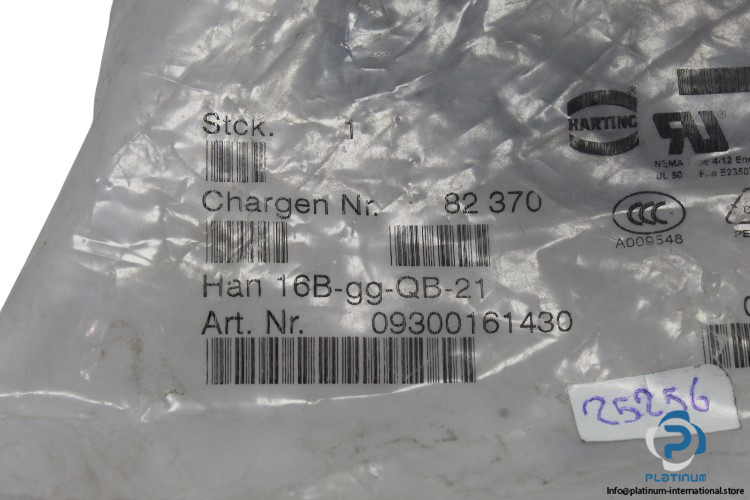 Stck. 1
HARTING
Chargen Nr. 82 370
A009548
Han 16B-gg-QB-21
Art. Nr. 09300161430
25256
PLATINUM
Info@platinum-international.store